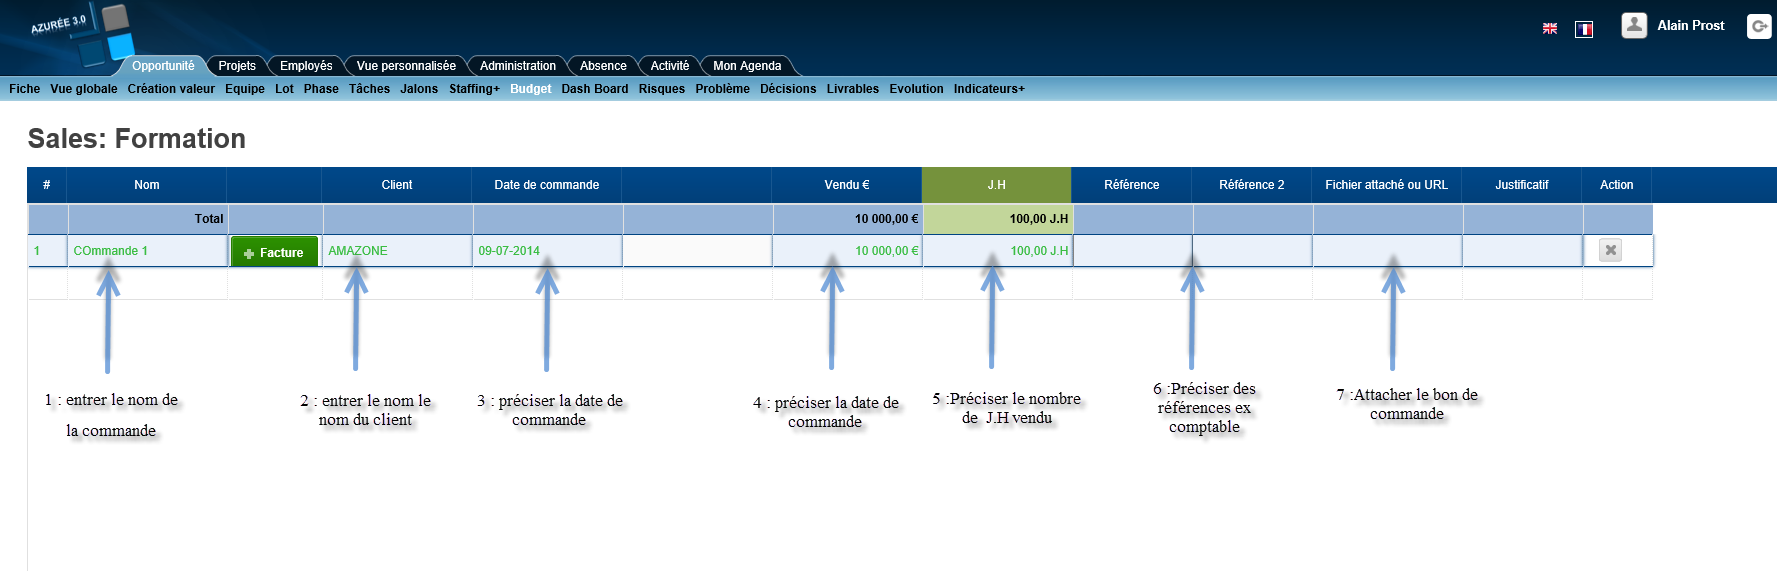 AZURÉE 3.0
Alain Prost
Opportunité Projets Employés Vue personnalisée Administration Absence Activité Mon Agenda
Fiche Vue globale Création valeur Equipe Lot Phase Tâches Jalons Staffing+ Budget Dash Board Risques Problème Décisions Livrables Evolution Indicateurs+
Sales: Formation
# Nom Client Date de commande Vendu € J.H Référence Référence 2 Fichier attaché ou URL Justificatif Action
Total 10 000,00 € 100,00 J.H
1 COmmande 1 Facture AMAZONE 09-07-2014 10 000,00 € 100,00 J.H
1 : entrer le nom de
la commande
2 : entrer le nom le
nom du client
3 : préciser la date de
commande
4 : préciser la date de
commande
5 :Préciser le nombre
de J.H vendu
6 :Préciser des
références ex
comptable
7 :Attacher le bon de
commande